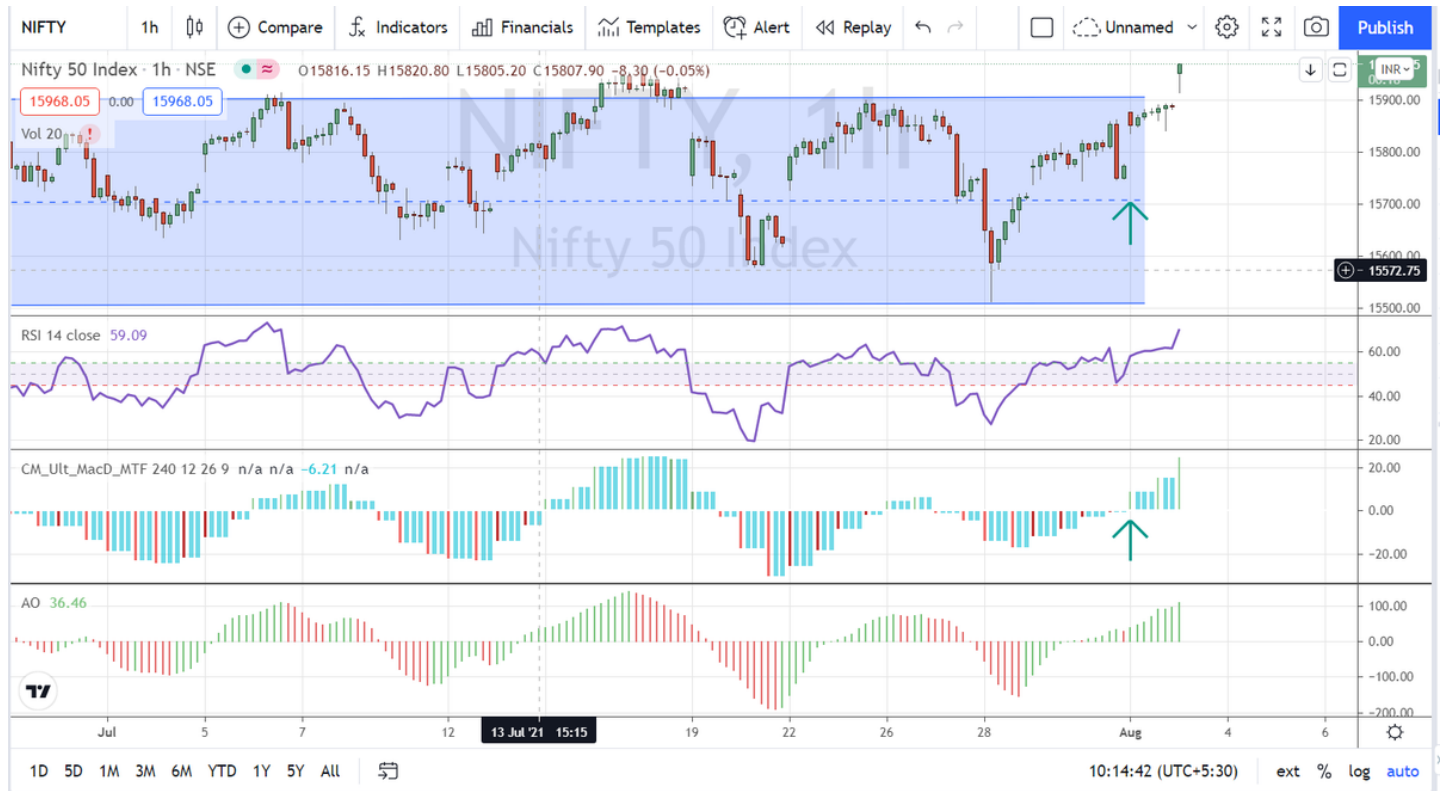 NIFTY 1h Compare Indicators Financials Templates Alert Replay Unnamed Publish
Nifty 50 Index · 1h · NSE O15816.15 H15820.80 L15805.20 C15807.90 −8.30 (−0.05%)
INR
15968.05 0.00 15968.05
15900.00
Vol 20 !
15800.00
NIFTY, 1h
15700.00
Nifty 50 Index
15600.00
15572.75
15500.00
RSI 14 close 59.09
60.00
40.00
20.00
CM_Ult_MacD_MTF 240 12 26 9 n/a n/a −6.21 n/a
20.00
0.00
−20.00
AO 36.46
100.00
0.00
−100.00
−200.00
Jul 5 7 12 13 Jul '21 15:15 19 22 26 28 Aug 4 6
1D 5D 1M 3M 6M YTD 1Y 5Y All 10:14:42 (UTC+5:30) ext % log auto